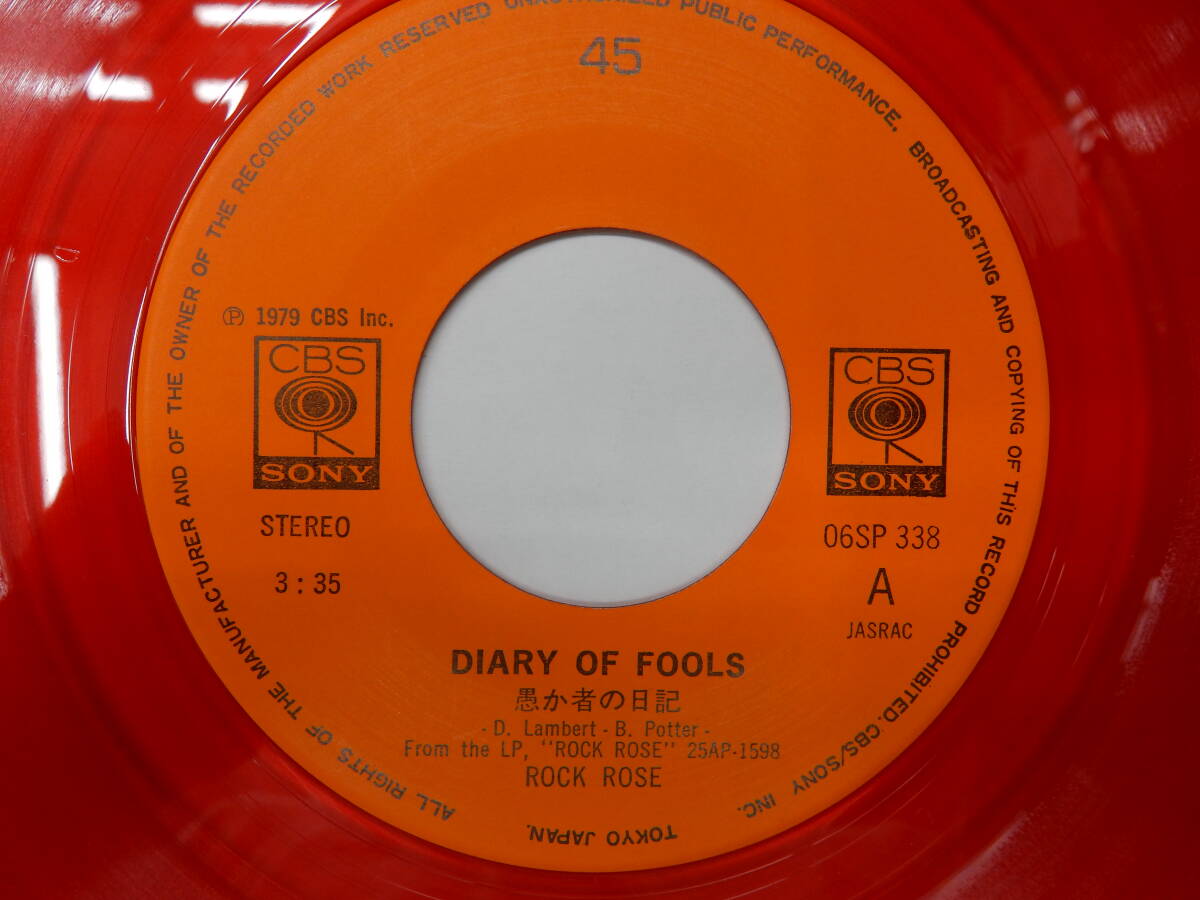 ALL RIGHTS OF THE MANUFACTURER AND OF THE OWNER OF THE RECORDED WORK RESERVED UNAUTHORIZED PUBLIC PERFORMANCE, BROADCASTING AND COPYING OF THIS RECORD PROHIBITED. CBS/SONY INC.
TOKYO JAPAN.
45
Ⓟ 1979 CBS Inc.
CBS
SONY
STEREO
3:35
CBS
SONY
06SP 338
A
JASRAC
DIARY OF FOOLS
愚か者の日記
- D. Lambert - B. Potter -
From the LP, "ROCK ROSE" 25AP-1598
ROCK ROSE